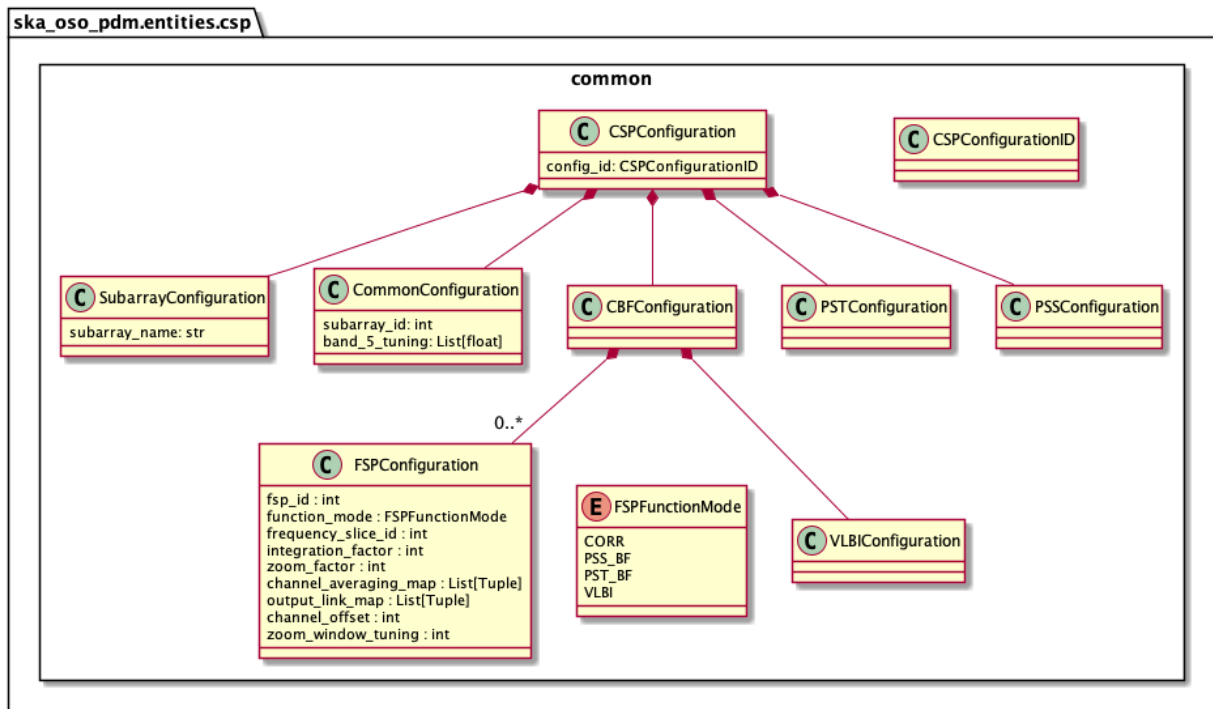 ska_oso_pdm.entities.csp
common
C CSPConfiguration
config_id: CSPConfigurationID
C CSPConfigurationID
C SubarrayConfiguration
subarray_name: str
C CommonConfiguration
subarray_id: int
band_5_tuning: List[float]
C CBFConfiguration
C PSTConfiguration
C PSSConfiguration
0..*
C FSPConfiguration
fsp_id : int
function_mode : FSPFunctionMode
frequency_slice_id : int
integration_factor : int
zoom_factor : int
channel_averaging_map : List[Tuple]
output_link_map : List[Tuple]
channel_offset : int
zoom_window_tuning : int
E FSPFunctionMode
CORR
PSS_BF
PST_BF
VLBI
C VLBIConfiguration